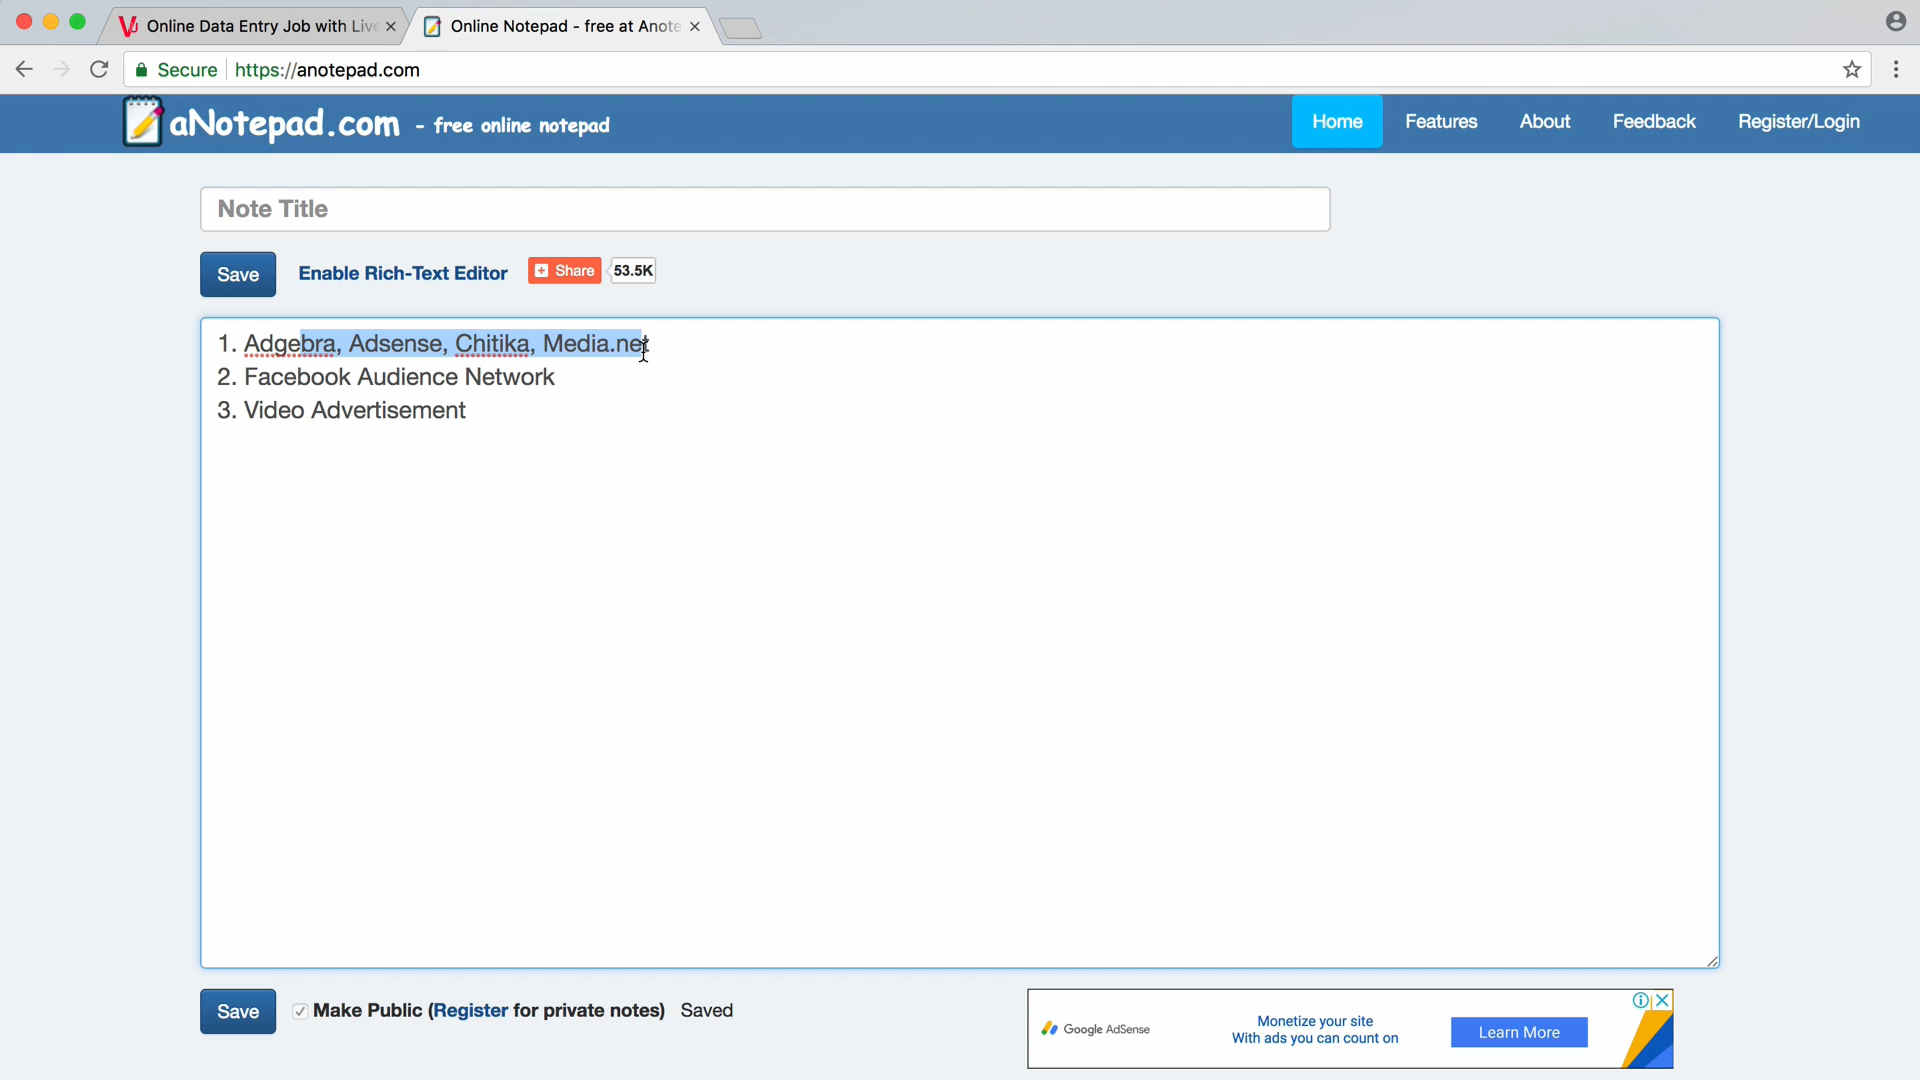 Online Data Entry Job with Live
Online Notepad - free at Anote
Secure https://anotepad.com
aNotepad.com - free online notepad
Home Features About Feedback Register/Login
Note Title
Save Enable Rich-Text Editor Share 53.5K
1. Adgebra, Adsense, Chitika, Media.net
2. Facebook Audience Network
3. Video Advertisement
Save Make Public (Register for private notes) Saved
Google AdSense
Monetize your site
With ads you can count on
Learn More